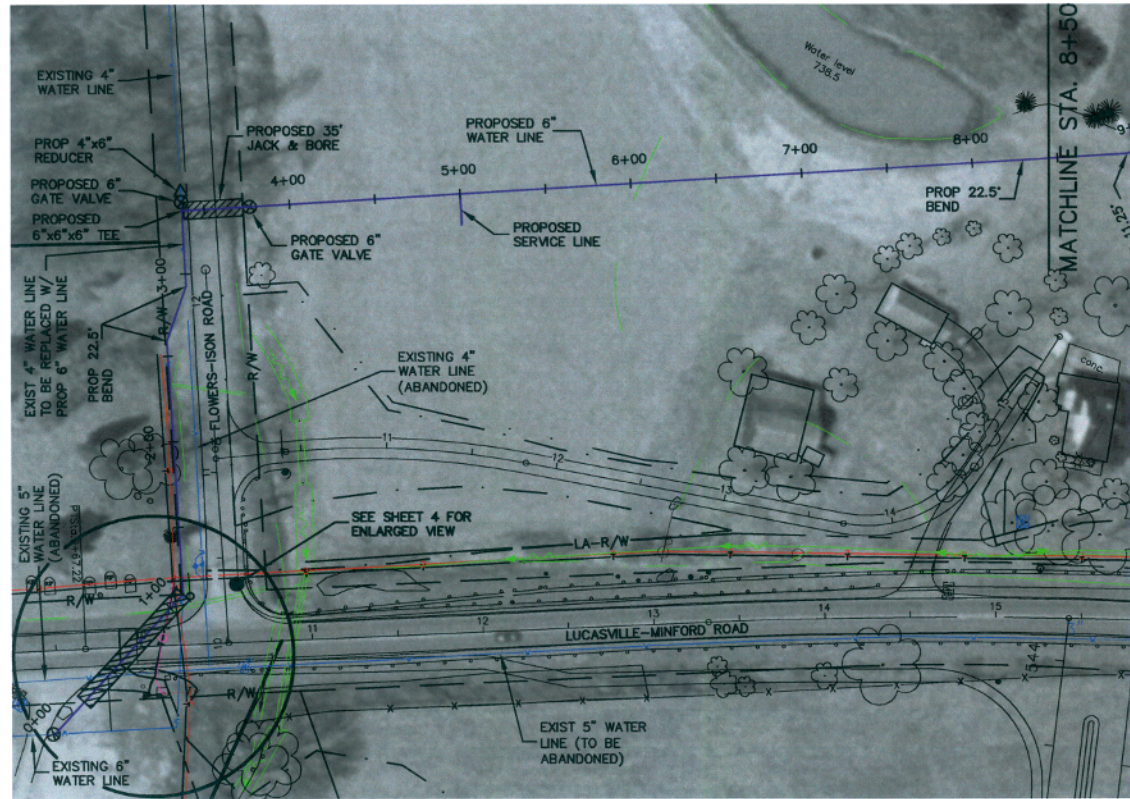 EXISTING 4"
WATER LINE
PROP 4"x6"
REDUCER
PROPOSED 6"
GATE VALVE
PROPOSED
6"x6"x6" TEE
PROPOSED 35'
JACK & BORE
4+00
PROPOSED 6"
GATE VALVE
PROPOSED 6"
WATER LINE
5+00
6+00
7+00
8+00
PROPOSED
SERVICE LINE
PROP 22.5°
BEND
Water level
738.5
MATCHLINE STA. 8+50
11.25°
EXIST 4" WATER LINE
TO BE REPLACED W/
PROP 6" WATER LINE
PROP 22.5°
BEND
R/W
3+00
FLOWERS-ISON ROAD
R/W
EXISTING 4"
WATER LINE
(ABANDONED)
2+00
11
12
13
14
EXISTING 5"
WATER LINE
(ABANDONED)
SEE SHEET 4 FOR
ENLARGED VIEW
LA-R/W
R/W
1+00
10
11
12
13
14
15
LUCASVILLE-MINFORD ROAD
544
R/W
0+00
EXISTING 6"
WATER LINE
EXIST 5" WATER
LINE (TO BE
ABANDONED)
conc.